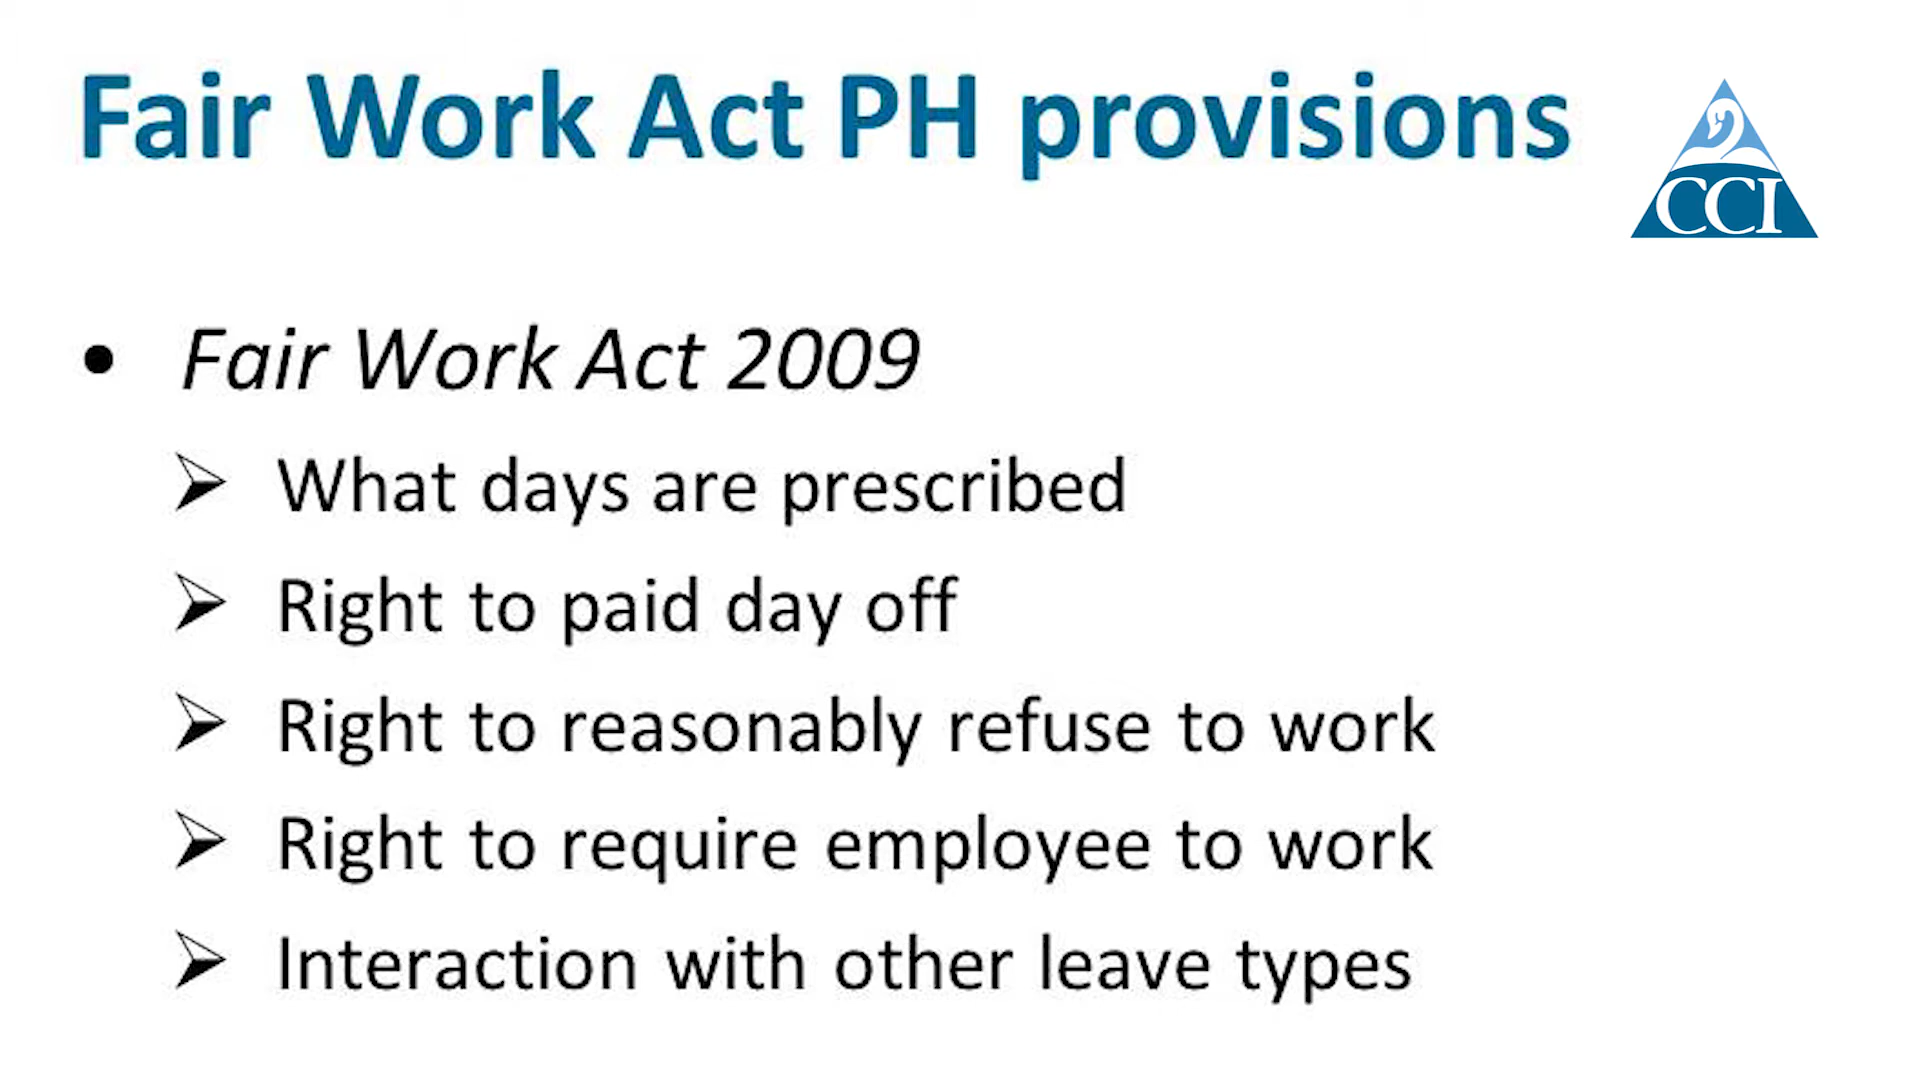 Fair Work Act PH provisions
CCI
• Fair Work Act 2009
➢ What days are prescribed
➢ Right to paid day off
➢ Right to reasonably refuse to work
➢ Right to require employee to work
➢ Interaction with other leave types